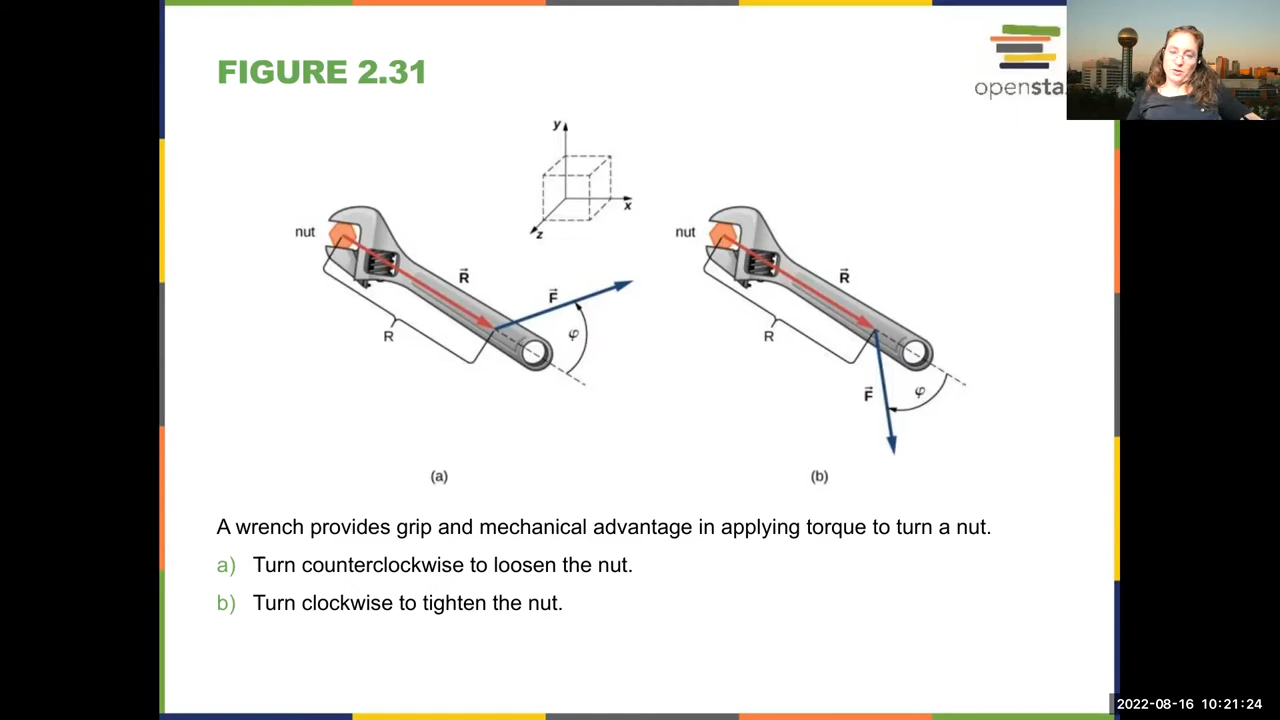 FIGURE 2.31
opensta
y
x
z
nut
R
F
φ
R
(a)
nut
R
F
φ
R
(b)
A wrench provides grip and mechanical advantage in applying torque to turn a nut.
a) Turn counterclockwise to loosen the nut.
b) Turn clockwise to tighten the nut.
2022-08-16 10:21:24